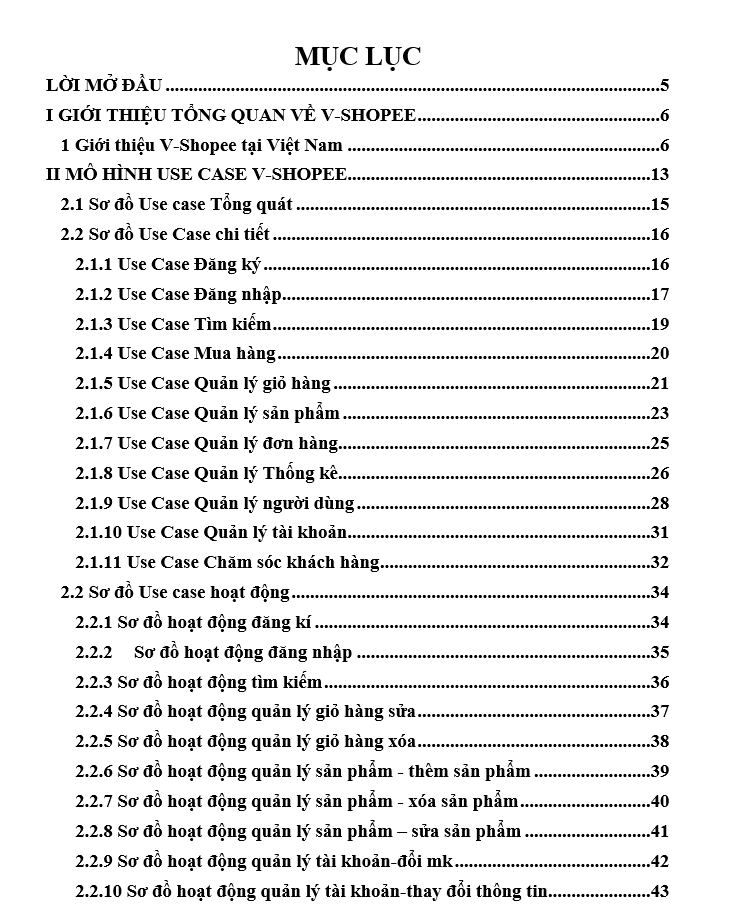 MỤC LỤC
LỜI MỞ ĐẦU ........................................................................................................5
I GIỚI THIỆU TỔNG QUAN VỀ V-SHOPEE....................................................6
1 Giới thiệu V-Shopee tại Việt Nam .................................................................6
II MÔ HÌNH USE CASE V-SHOPEE.................................................................13
2.1 Sơ đồ Use case Tổng quát ...........................................................................15
2.2 Sơ đồ Use Case chi tiết ................................................................................16
2.1.1 Use Case Đăng ký ..................................................................................16
2.1.2 Use Case Đăng nhập..............................................................................17
2.1.3 Use Case Tìm kiếm................................................................................19
2.1.4 Use Case Mua hàng ...............................................................................20
2.1.5 Use Case Quản lý giỏ hàng ...................................................................21
2.1.6 Use Case Quản lý sản phẩm .................................................................23
2.1.7 Use Case Quản lý đơn hàng..................................................................25
2.1.8 Use Case Quản lý Thống kê..................................................................26
2.1.9 Use Case Quản lý người dùng ..............................................................28
2.1.10 Use Case Quản lý tài khoản................................................................31
2.1.11 Use Case Chăm sóc khách hàng.........................................................32
2.2 Sơ đồ Use case hoạt động............................................................................34
2.2.1 Sơ đồ hoạt động đăng kí .......................................................................34
2.2.2 Sơ đồ hoạt động đăng nhập ..............................................................35
2.2.3 Sơ đồ hoạt động tìm kiếm.....................................................................36
2.2.4 Sơ đồ hoạt động quản lý giỏ hàng sửa..................................................37
2.2.5 Sơ đồ hoạt động quản lý giỏ hàng xóa..................................................38
2.2.6 Sơ đồ hoạt động quản lý sản phẩm - thêm sản phẩm .........................39
2.2.7 Sơ đồ hoạt động quản lý sản phẩm - xóa sản phẩm............................40
2.2.8 Sơ đồ hoạt động quản lý sản phẩm – sửa sản phẩm ...........................41
2.2.9 Sơ đồ hoạt động quản lý tài khoản-đổi mk..........................................42
2.2.10 Sơ đồ hoạt động quản lý tài khoản-thay đổi thông tin......................43